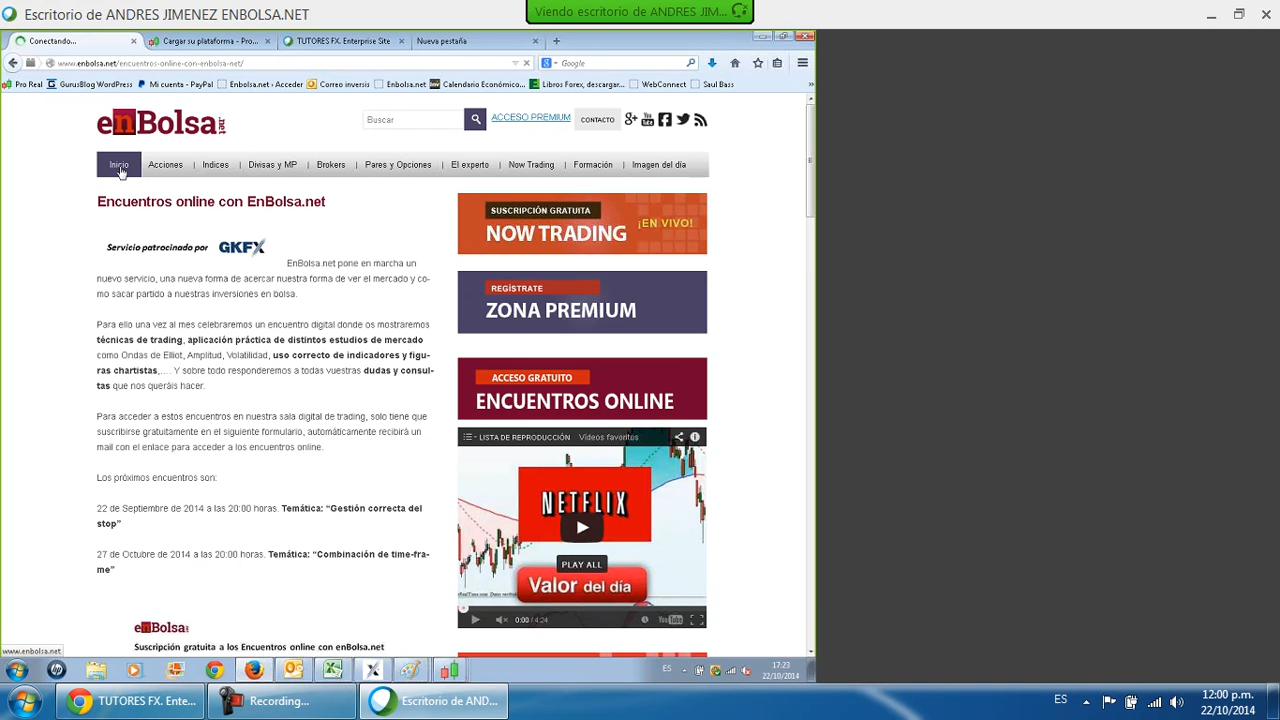 Escritorio de ANDRES JIMENEZ ENBOLSA.NET
Viendo escritorio de ANDRES JIM...
Conectando...
Cargar su plataforma - Pro...
TUTORES FX. Enterprise Site
Nueva pestaña
www.enbolsa.net/encuentros-online-con-enbolsa-net/
Google
Pro Real
GurusBlog WordPress
Mi cuenta - PayPal
Enbolsa.net - Acceder
Correo inversis
Enbolsa.net
Calendario Económico,...
Libros Forex, descargar...
WebConnect
Saul Bass
enBolsa.net
Buscar
ACCESO PREMIUM
CONTACTO
Inicio
Acciones
Indices
Divisas y MP
Brokers
Pares y Opciones
El experto
Now Trading
Formación
Imagen del día
Encuentros online con EnBolsa.net
Servicio patrocinado por GKFX
EnBolsa.net pone en marcha un
nuevo servicio, una nueva forma de acercar nuestra forma de ver el mercado y co-
mo sacar partido a nuestras inversiones en bolsa.
Para ello una vez al mes celebraremos un encuentro digital donde os mostraremos
técnicas de trading, aplicación práctica de distintos estudios de mercado
como Ondas de Elliot, Amplitud, Volatilidad, uso correcto de indicadores y figu-
ras chartistas,.... Y sobre todo responderemos a todas vuestras dudas y consul-
tas que nos queráis hacer.
Para acceder a estos encuentros en nuestra sala digital de trading, solo tiene que
suscribirse gratuitamente en el siguiente formulario, automáticamente recibirá un
mail con el enlace para acceder a los encuentros online.
Los próximos encuentros son:
22 de Septiembre de 2014 a las 20:00 horas. Temática: “Gestión correcta del
stop”
27 de Octubre de 2014 a las 20:00 horas. Temática: “Combinación de time-fra-
me”
enBolsa
Suscripción gratuita a los Encuentros online con enBolsa.net
SUSCRIPCIÓN GRATUITA
NOW TRADING
¡EN VIVO!
REGÍSTRATE
ZONA PREMIUM
ACCESO GRATUITO
ENCUENTROS ONLINE
LISTA DE REPRODUCCIÓN
Vídeos favoritos
NETFLIX
PLAY ALL
Valor del día
0:00 / 4:24
YouTube
www.enbolsa.net
ES
17:23
22/10/2014
TUTORES FX. Ente...
Recording...
Escritorio de AND...
ES
12:00 p.m.
22/10/2014